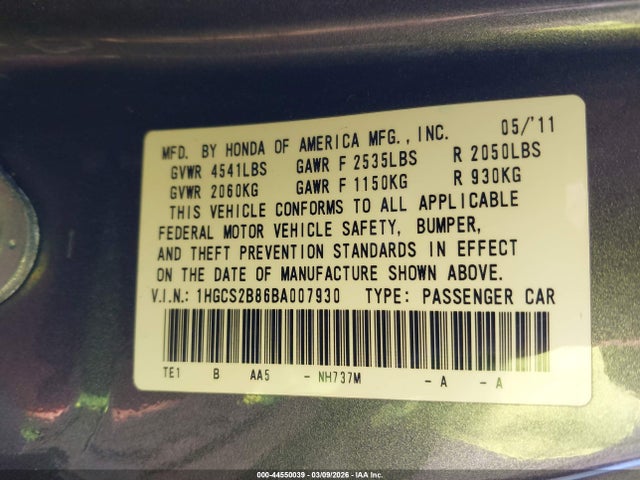 MFD. BY HONDA OF AMERICA MFG., INC. 05/'11
GVWR 4541LBS GAWR F 2535LBS R 2050LBS
GVWR 2060KG GAWR F 1150KG R 930KG
THIS VEHICLE CONFORMS TO ALL APPLICABLE
FEDERAL MOTOR VEHICLE SAFETY, BUMPER,
AND THEFT PREVENTION STANDARDS IN EFFECT
ON THE DATE OF MANUFACTURE SHOWN ABOVE.
V.I.N.: 1HGCS2B86BA007930 TYPE: PASSENGER CAR
TE1 B AA5 - NH737M - A - A
000-44550039 - 03/09/2026 - IAA Inc.